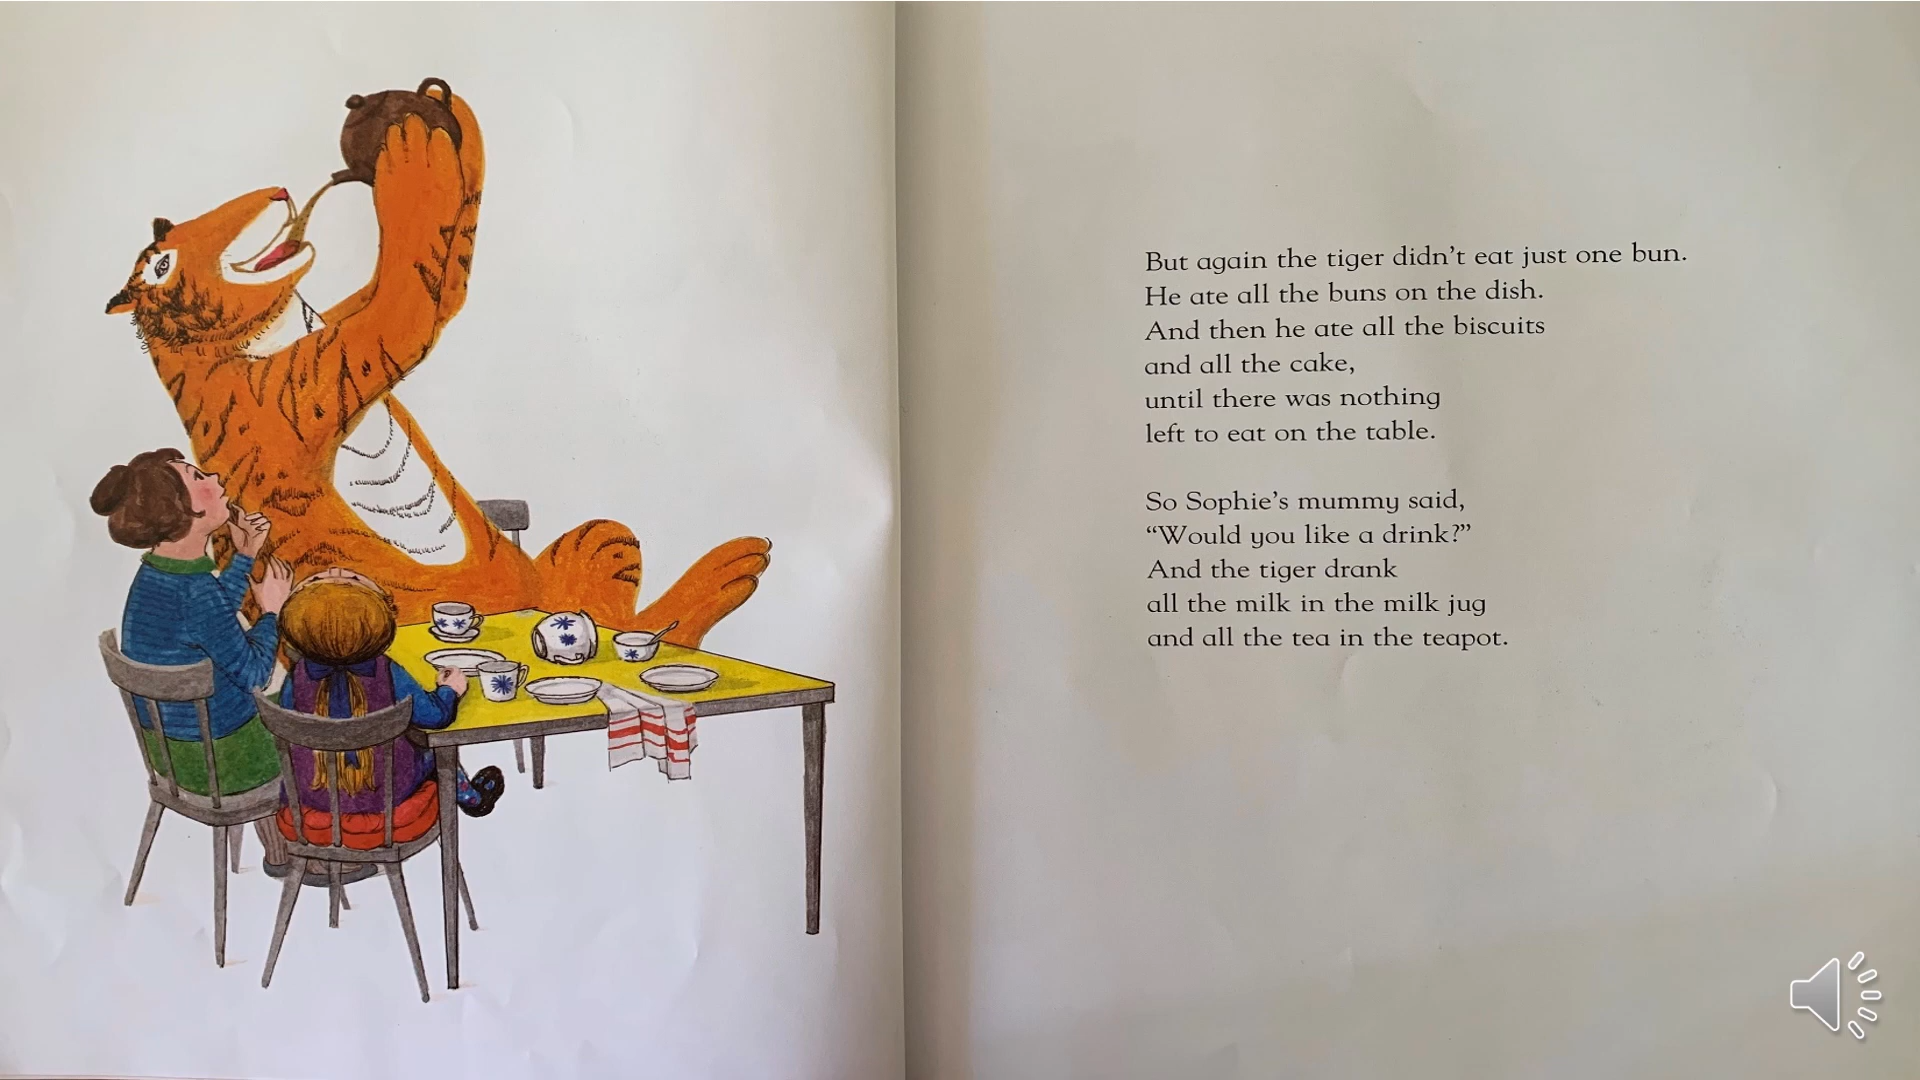 But again the tiger didn't eat just one bun.
He ate all the buns on the dish.
And then he ate all the biscuits
and all the cake,
until there was nothing
left to eat on the table.
So Sophie's mummy said,
“Would you like a drink?”
And the tiger drank
all the milk in the milk jug
and all the tea in the teapot.